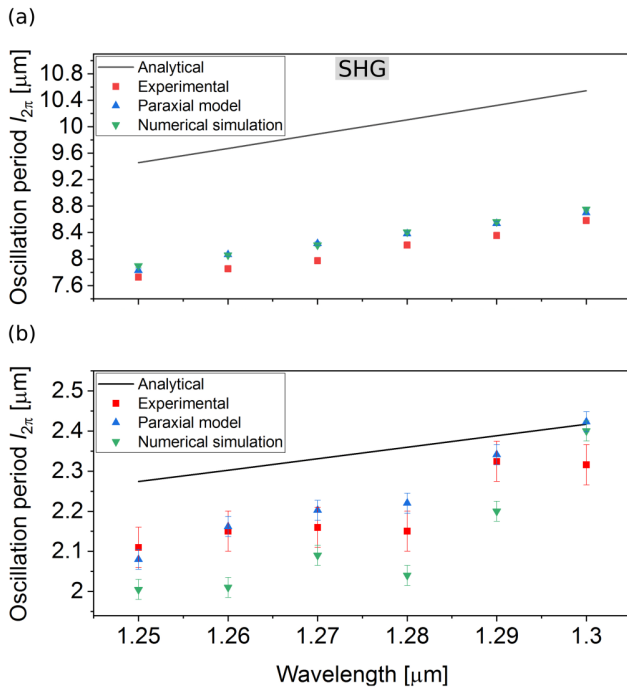 (a)
SHG
Analytical
Experimental
Paraxial model
Numerical simulation
Oscillation period l2π [μm]
10.8
10.4
10
9.6
9.2
8.8
8.4
8
7.6
(b)
Analytical
Experimental
Paraxial model
Numerical simulation
Oscillation period l2π [μm]
2.5
2.4
2.3
2.2
2.1
2
1.25 1.26 1.27 1.28 1.29 1.3
Wavelength [μm]